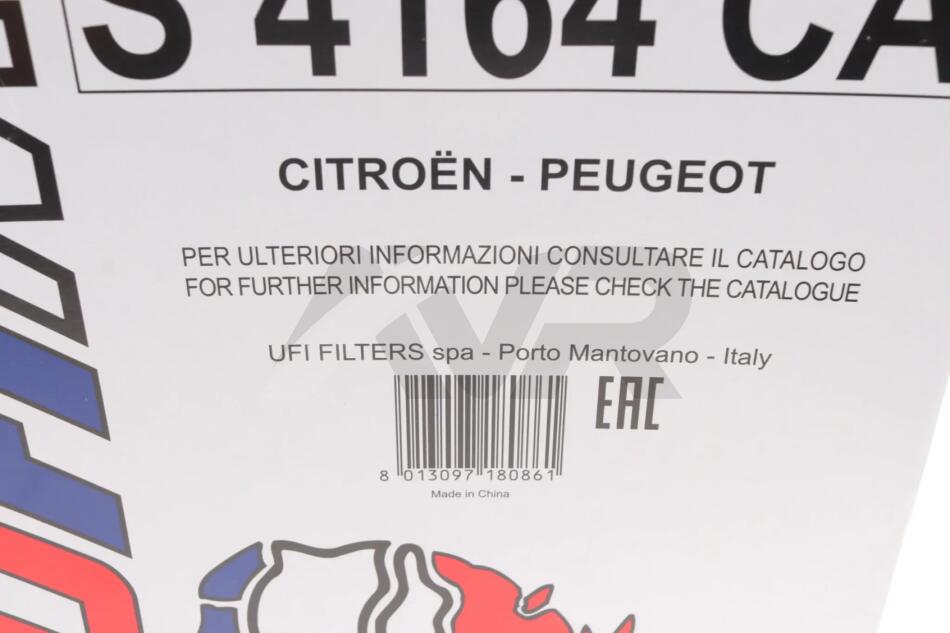 S 4164 CA
CITROËN - PEUGEOT
PER ULTERIORI INFORMAZIONI CONSULTARE IL CATALOGO
FOR FURTHER INFORMATION PLEASE CHECK THE CATALOGUE
UFI FILTERS spa - Porto Mantovano - Italy
EAC
8 013097 180861
Made in China